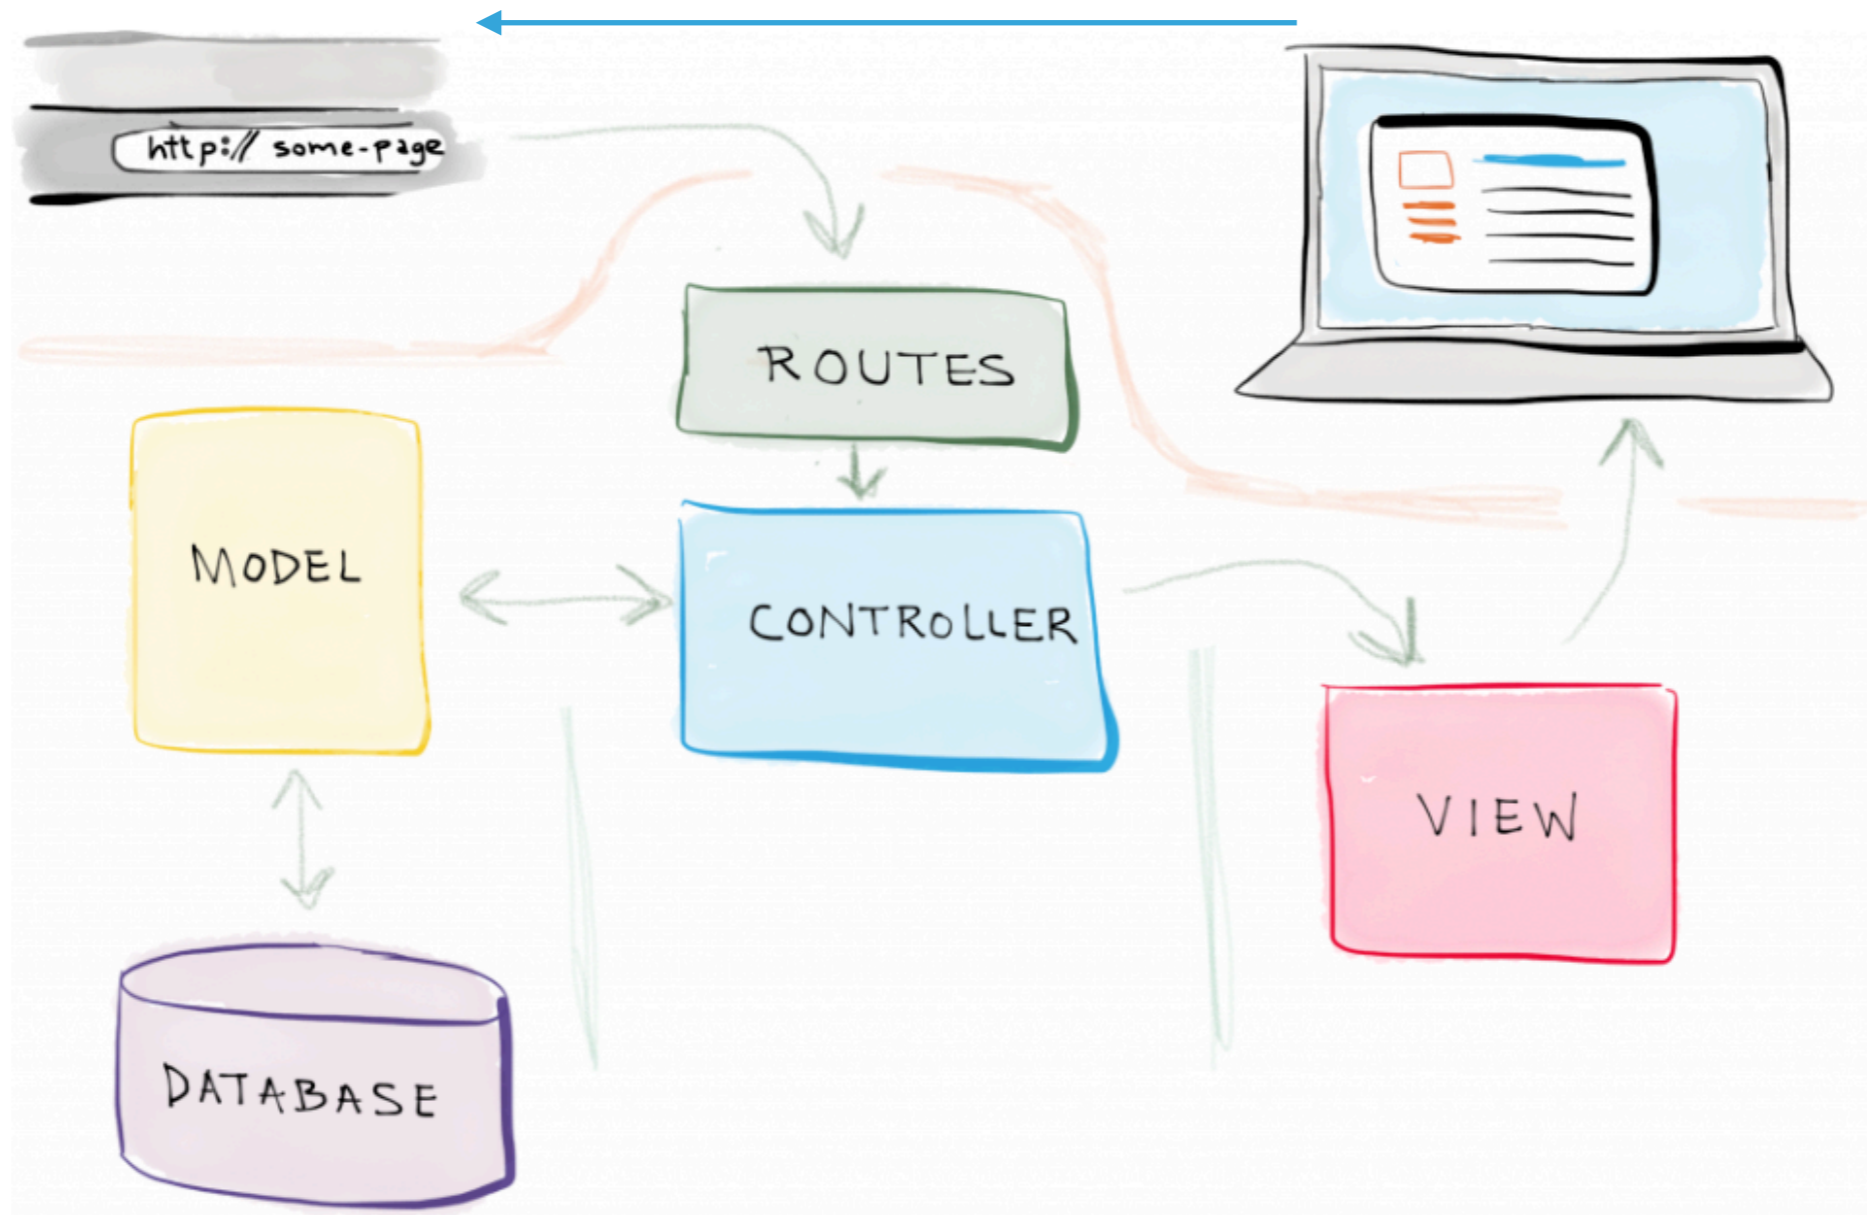 http:// some-page
ROUTES
MODEL
CONTROLLER
VIEW
DATABASE